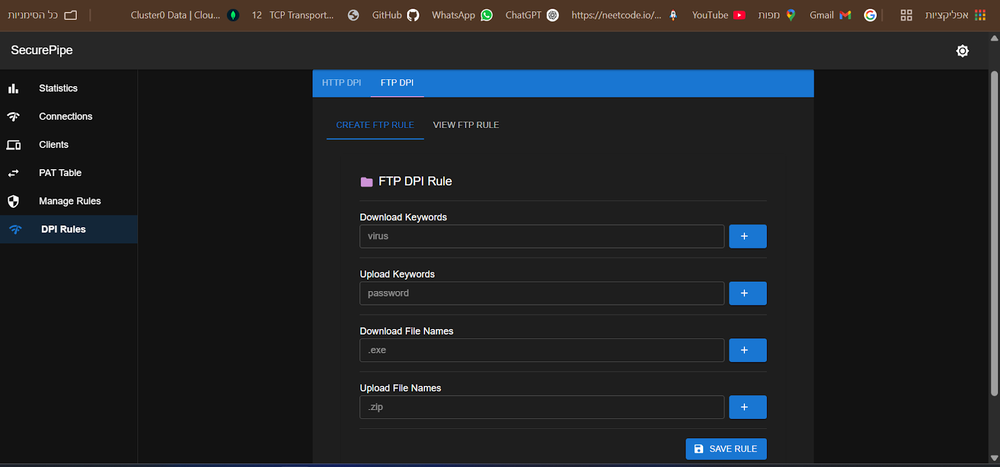 כל הסימניות
Cluster0 Data | Clou...
12 TCP Transport...
GitHub
WhatsApp
ChatGPT
https://neetcode.io/...
YouTube
מפות
Gmail
אפליקציות
SecurePipe
Statistics
Connections
Clients
PAT Table
Manage Rules
DPI Rules
HTTP DPI
FTP DPI
CREATE FTP RULE
VIEW FTP RULE
FTP DPI Rule
Download Keywords
virus
+
Upload Keywords
password
+
Download File Names
.exe
+
Upload File Names
.zip
+
SAVE RULE